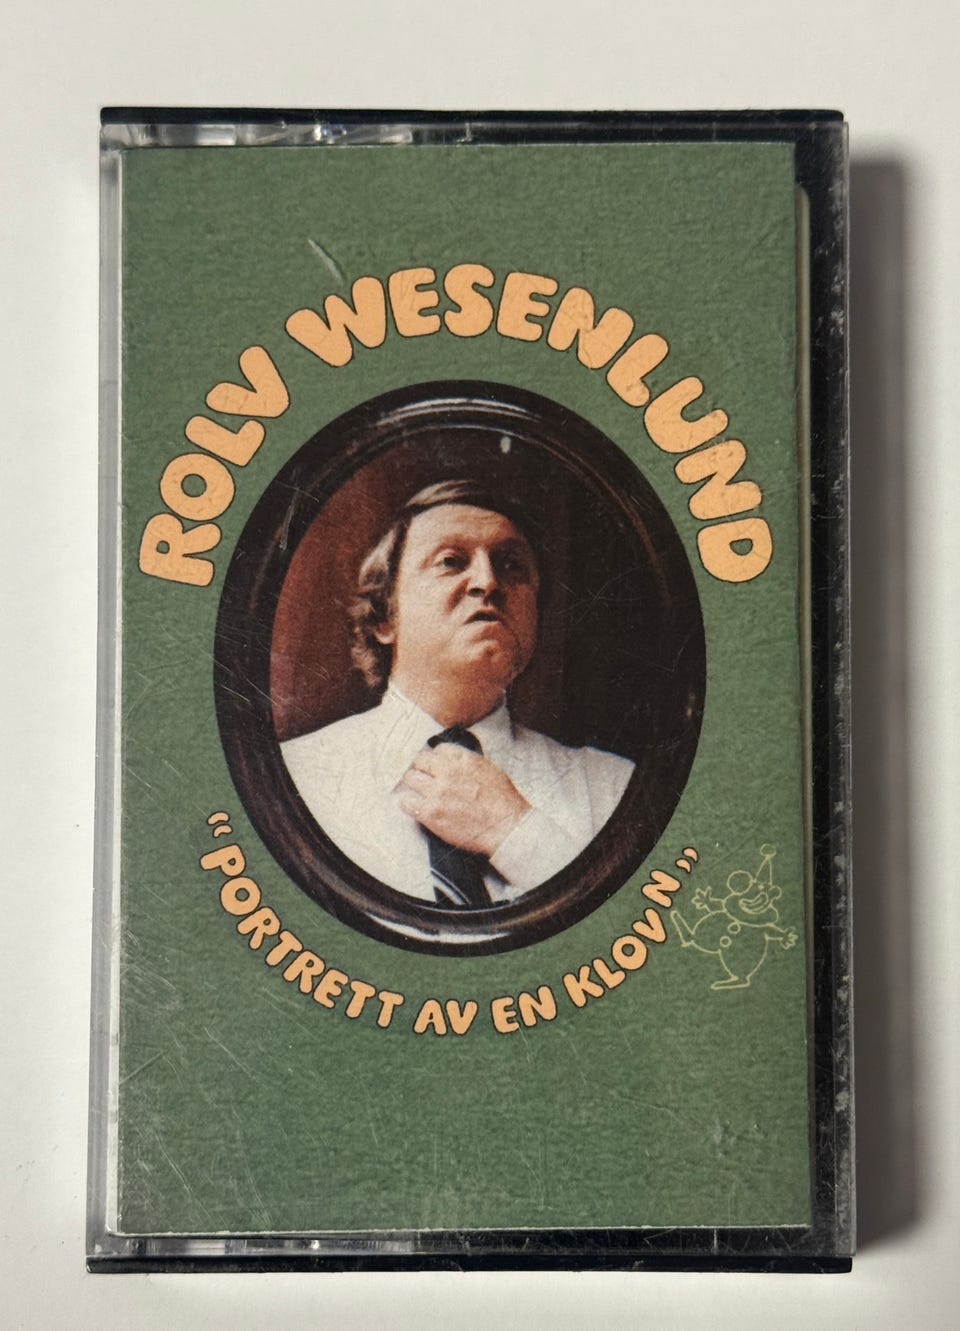 ROLV WESENLUND
“PORTRETT AV EN KLOVN”